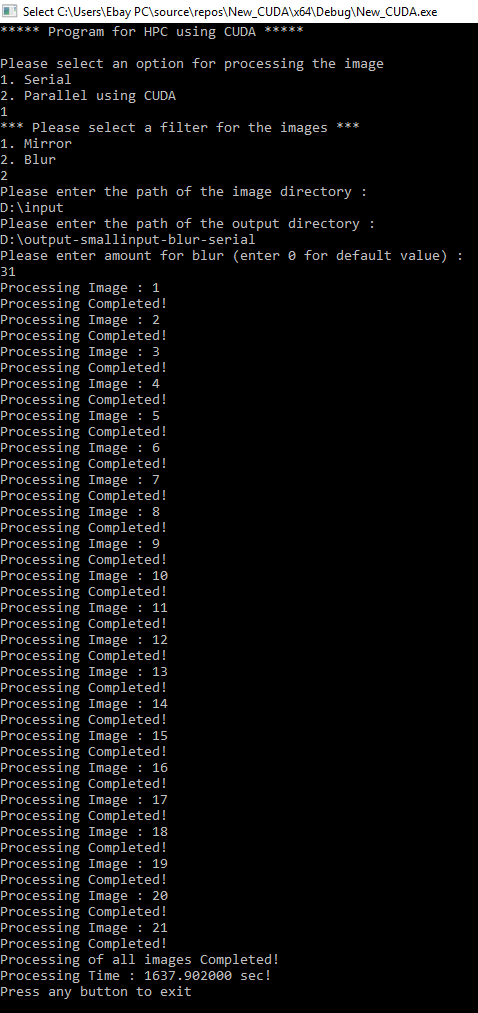 Select C:\Users\Ebay PC\source\repos\New_CUDA\x64\Debug\New_CUDA.exe
***** Program for HPC using CUDA *****
Please select an option for processing the image
1. Serial
2. Parallel using CUDA
1
*** Please select a filter for the images ***
1. Mirror
2. Blur
2
Please enter the path of the image directory :
D:\input
Please enter the path of the output directory :
D:\output-smallinput-blur-serial
Please enter amount for blur (enter 0 for default value) :
31
Processing Image : 1
Processing Completed!
Processing Image : 2
Processing Completed!
Processing Image : 3
Processing Completed!
Processing Image : 4
Processing Completed!
Processing Image : 5
Processing Completed!
Processing Image : 6
Processing Completed!
Processing Image : 7
Processing Completed!
Processing Image : 8
Processing Completed!
Processing Image : 9
Processing Completed!
Processing Image : 10
Processing Completed!
Processing Image : 11
Processing Completed!
Processing Image : 12
Processing Completed!
Processing Image : 13
Processing Completed!
Processing Image : 14
Processing Completed!
Processing Image : 15
Processing Completed!
Processing Image : 16
Processing Completed!
Processing Image : 17
Processing Completed!
Processing Image : 18
Processing Completed!
Processing Image : 19
Processing Completed!
Processing Image : 20
Processing Completed!
Processing Image : 21
Processing Completed!
Processing of all images Completed!
Processing Time : 1637.902000 sec!
Press any button to exit